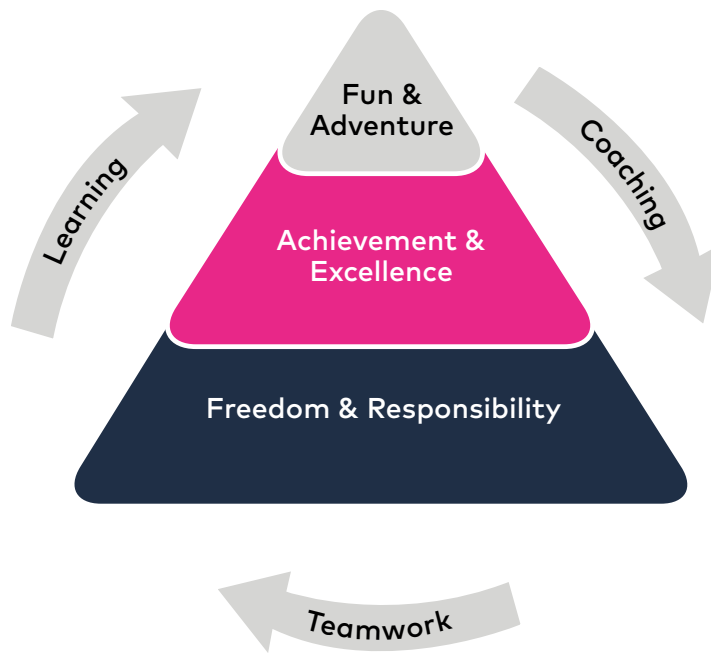 Fun &
Adventure
Learning
Coaching
Achievement &
Excellence
Freedom & Responsibility
Teamwork